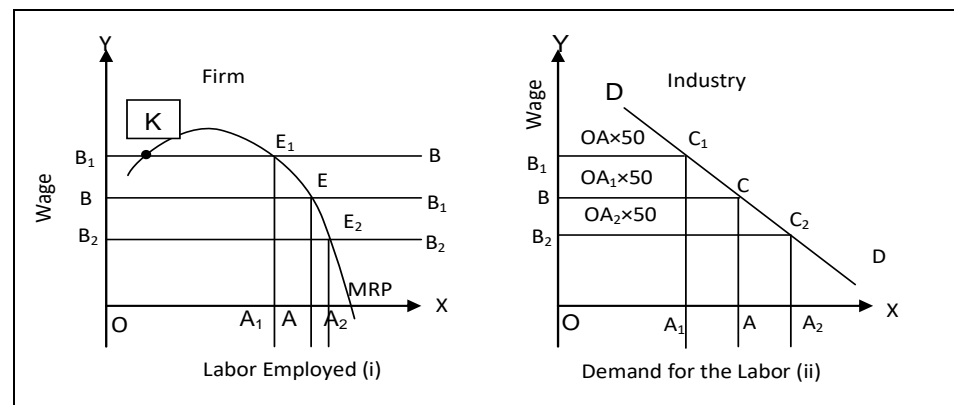 Y
Firm
K
E₁
B₁ B
E
B B₁
E₂
B₂ B₂
MRP
X
O A₁ A A₂
Wage
Labor Employed (i)
Y
Industry
D
Wage
OA×50 C₁
B₁
OA₁×50
B C
OA₂×50 C₂
B₂
D
X
O A₁ A A₂
Demand for the Labor (ii)